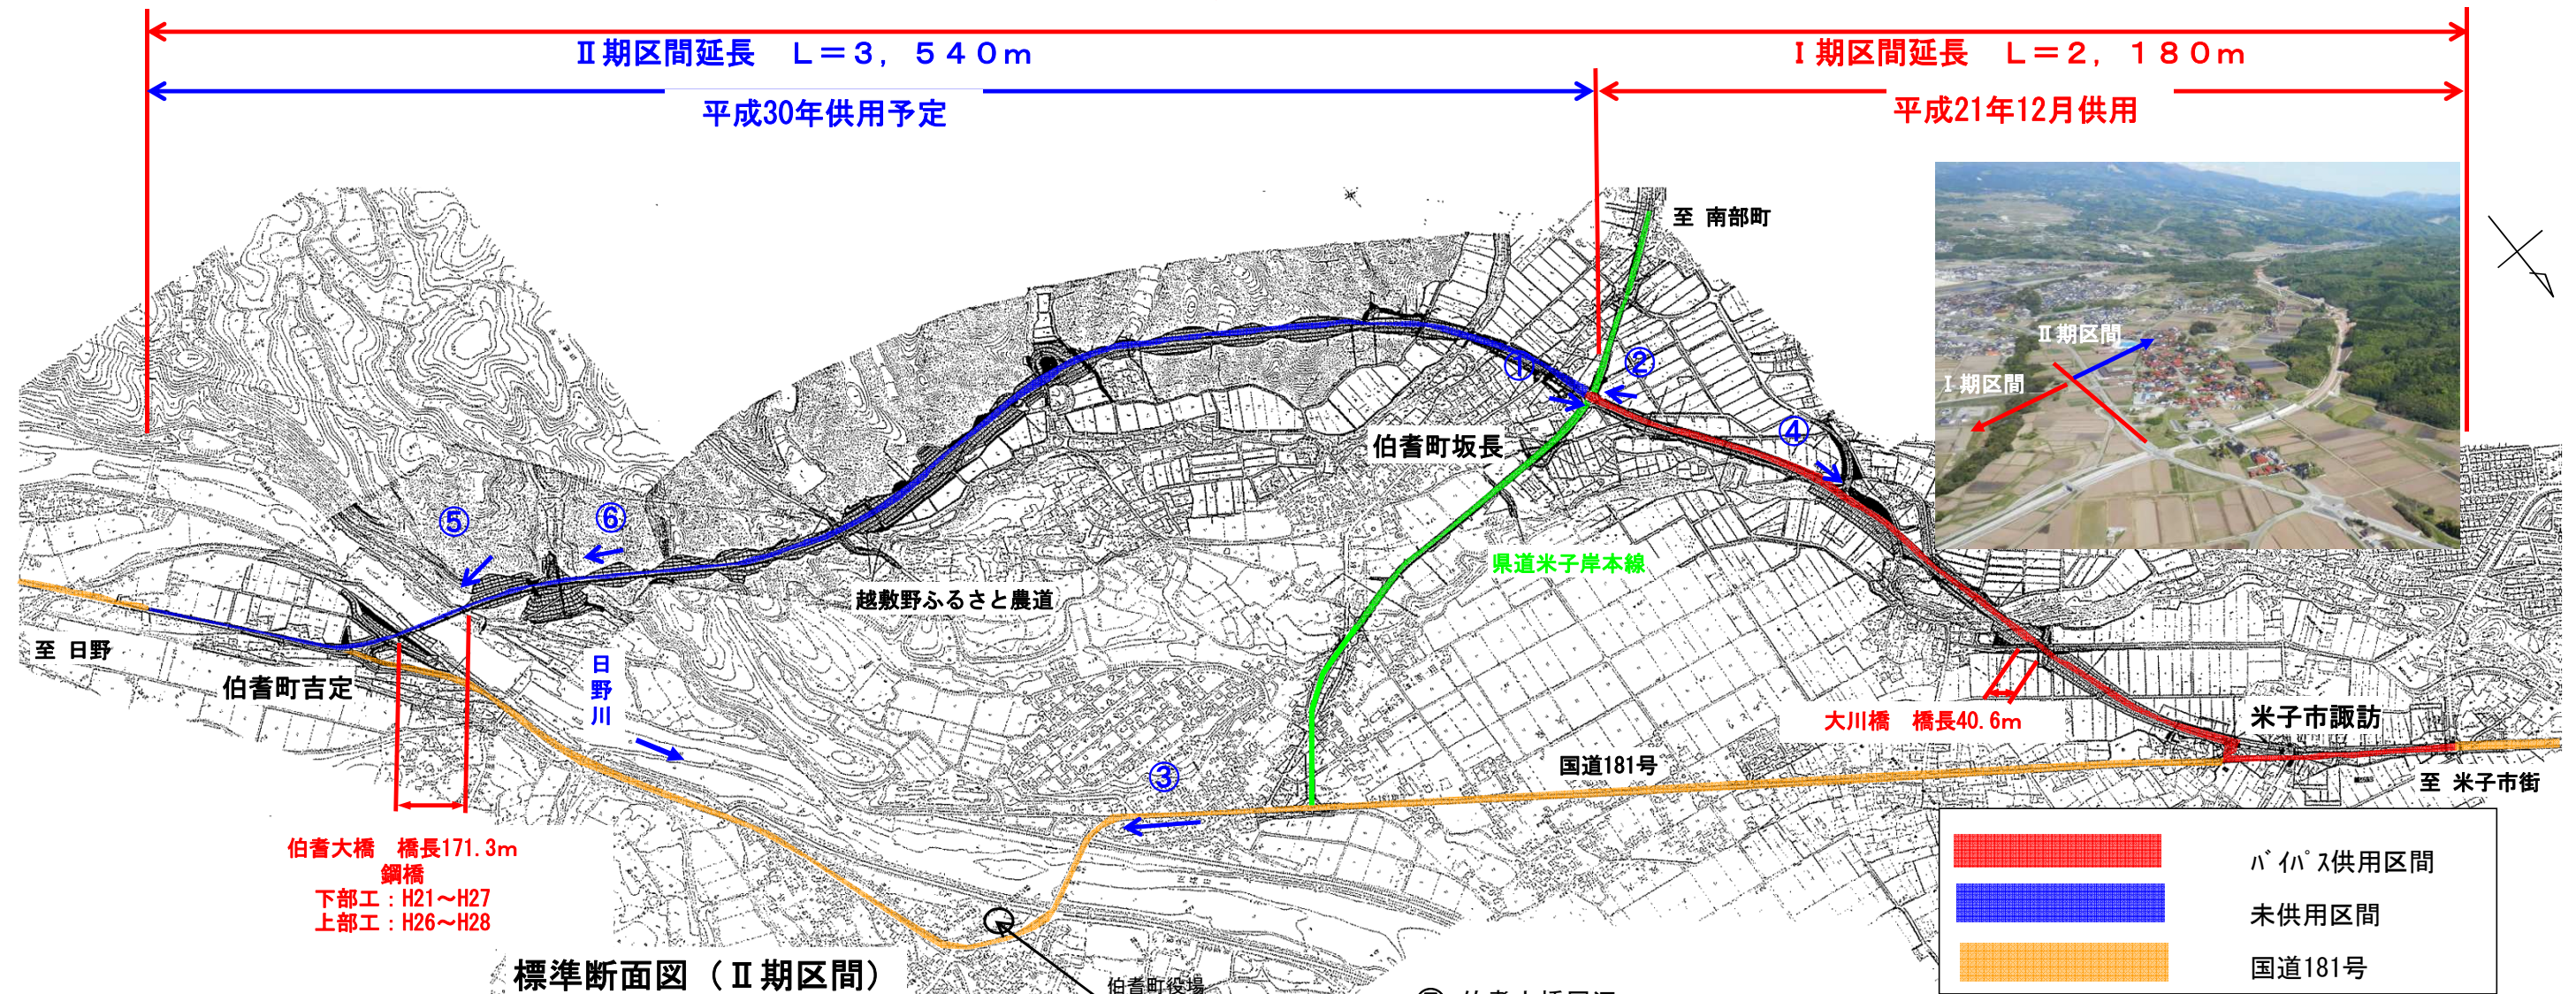 Ⅱ期区間延長　Ｌ＝３，５４０ｍ
Ⅰ期区間延長　Ｌ＝２，１８０ｍ
平成30年供用予定
平成21年12月供用
至 南部町
Ⅱ期区間
Ⅰ期区間
①
②
④
伯耆町坂長
⑤
⑥
県道米子岸本線
越敷野ふるさと農道
至 日野
伯耆町吉定
日野川
大川橋　橋長40.6m
米子市諏訪
国道181号
③
至 米子市街
伯耆大橋　橋長171.3m
鋼橋
下部工：H21～H27
上部工：H26～H28
ﾊﾞｲﾊﾟｽ供用区間
未供用区間
国道181号
標準断面図（Ⅱ期区間）
伯耆町役場